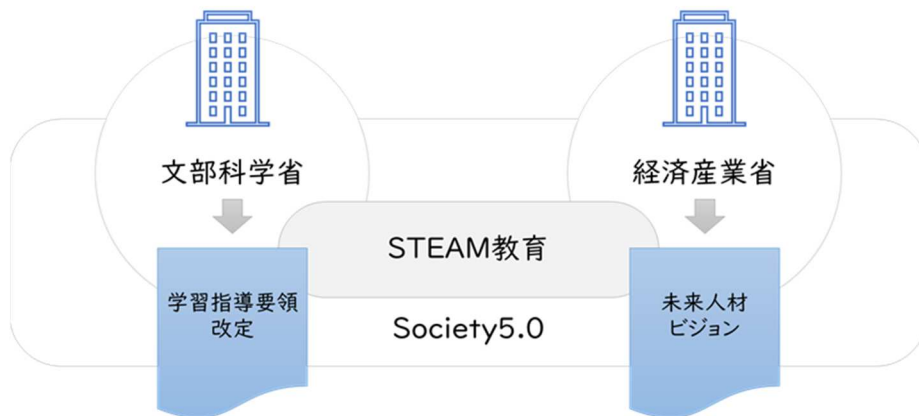 文部科学省
経済産業省
STEAM教育
学習指導要領
改定
未来人材
ビジョン
Society5.0